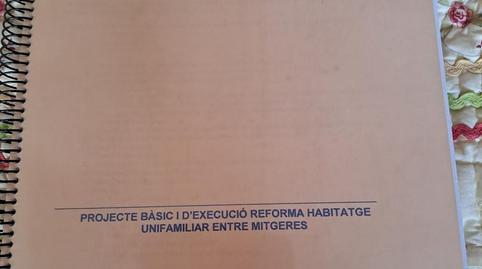 PROJECTE BÀSIC I D'EXECUCIÓ REFORMA HABITATGE
UNIFAMILIAR ENTRE MITGERES